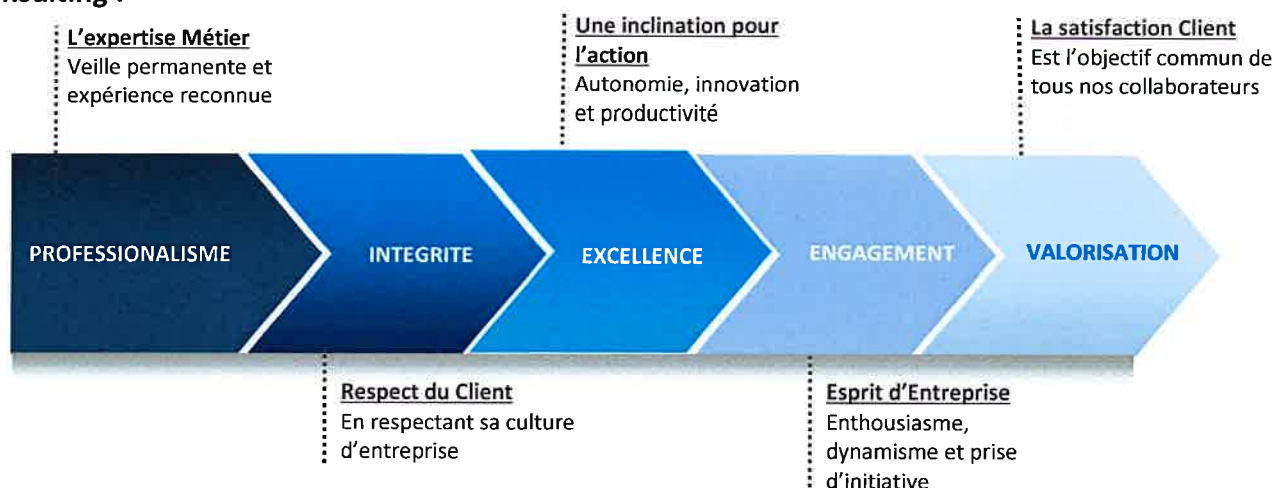 L'expertise Métier
Veille permanente et
expérience reconnue
Une inclination pour
l'action
Autonomie, innovation
et productivité
La satisfaction Client
Est l'objectif commun de
tous nos collaborateurs
PROFESSIONALISME
INTEGRITE
EXCELLENCE
ENGAGEMENT
VALORISATION
Respect du Client
En respectant sa culture
d'entreprise
Esprit d'Entreprise
Enthousiasme,
dynamisme et prise
d'initiative